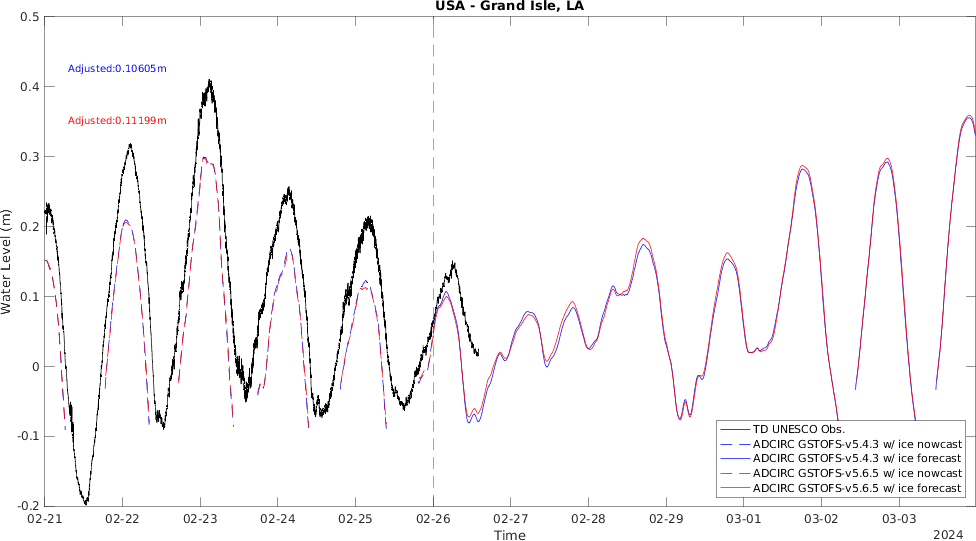 USA - Grand Isle, LA
0.5
0.4
0.3
0.2
0.1
0
-0.1
-0.2
Water Level (m)
Adjusted:0.10605m
Adjusted:0.11199m
TD UNESCO Obs.
ADCIRC GSTOFS-v5.4.3 w/ ice nowcast
ADCIRC GSTOFS-v5.4.3 w/ ice forecast
ADCIRC GSTOFS-v5.6.5 w/ ice nowcast
ADCIRC GSTOFS-v5.6.5 w/ ice forecast
02-21 02-22 02-23 02-24 02-25 02-26 02-27 02-28 02-29 03-01 03-02 03-03
Time
2024